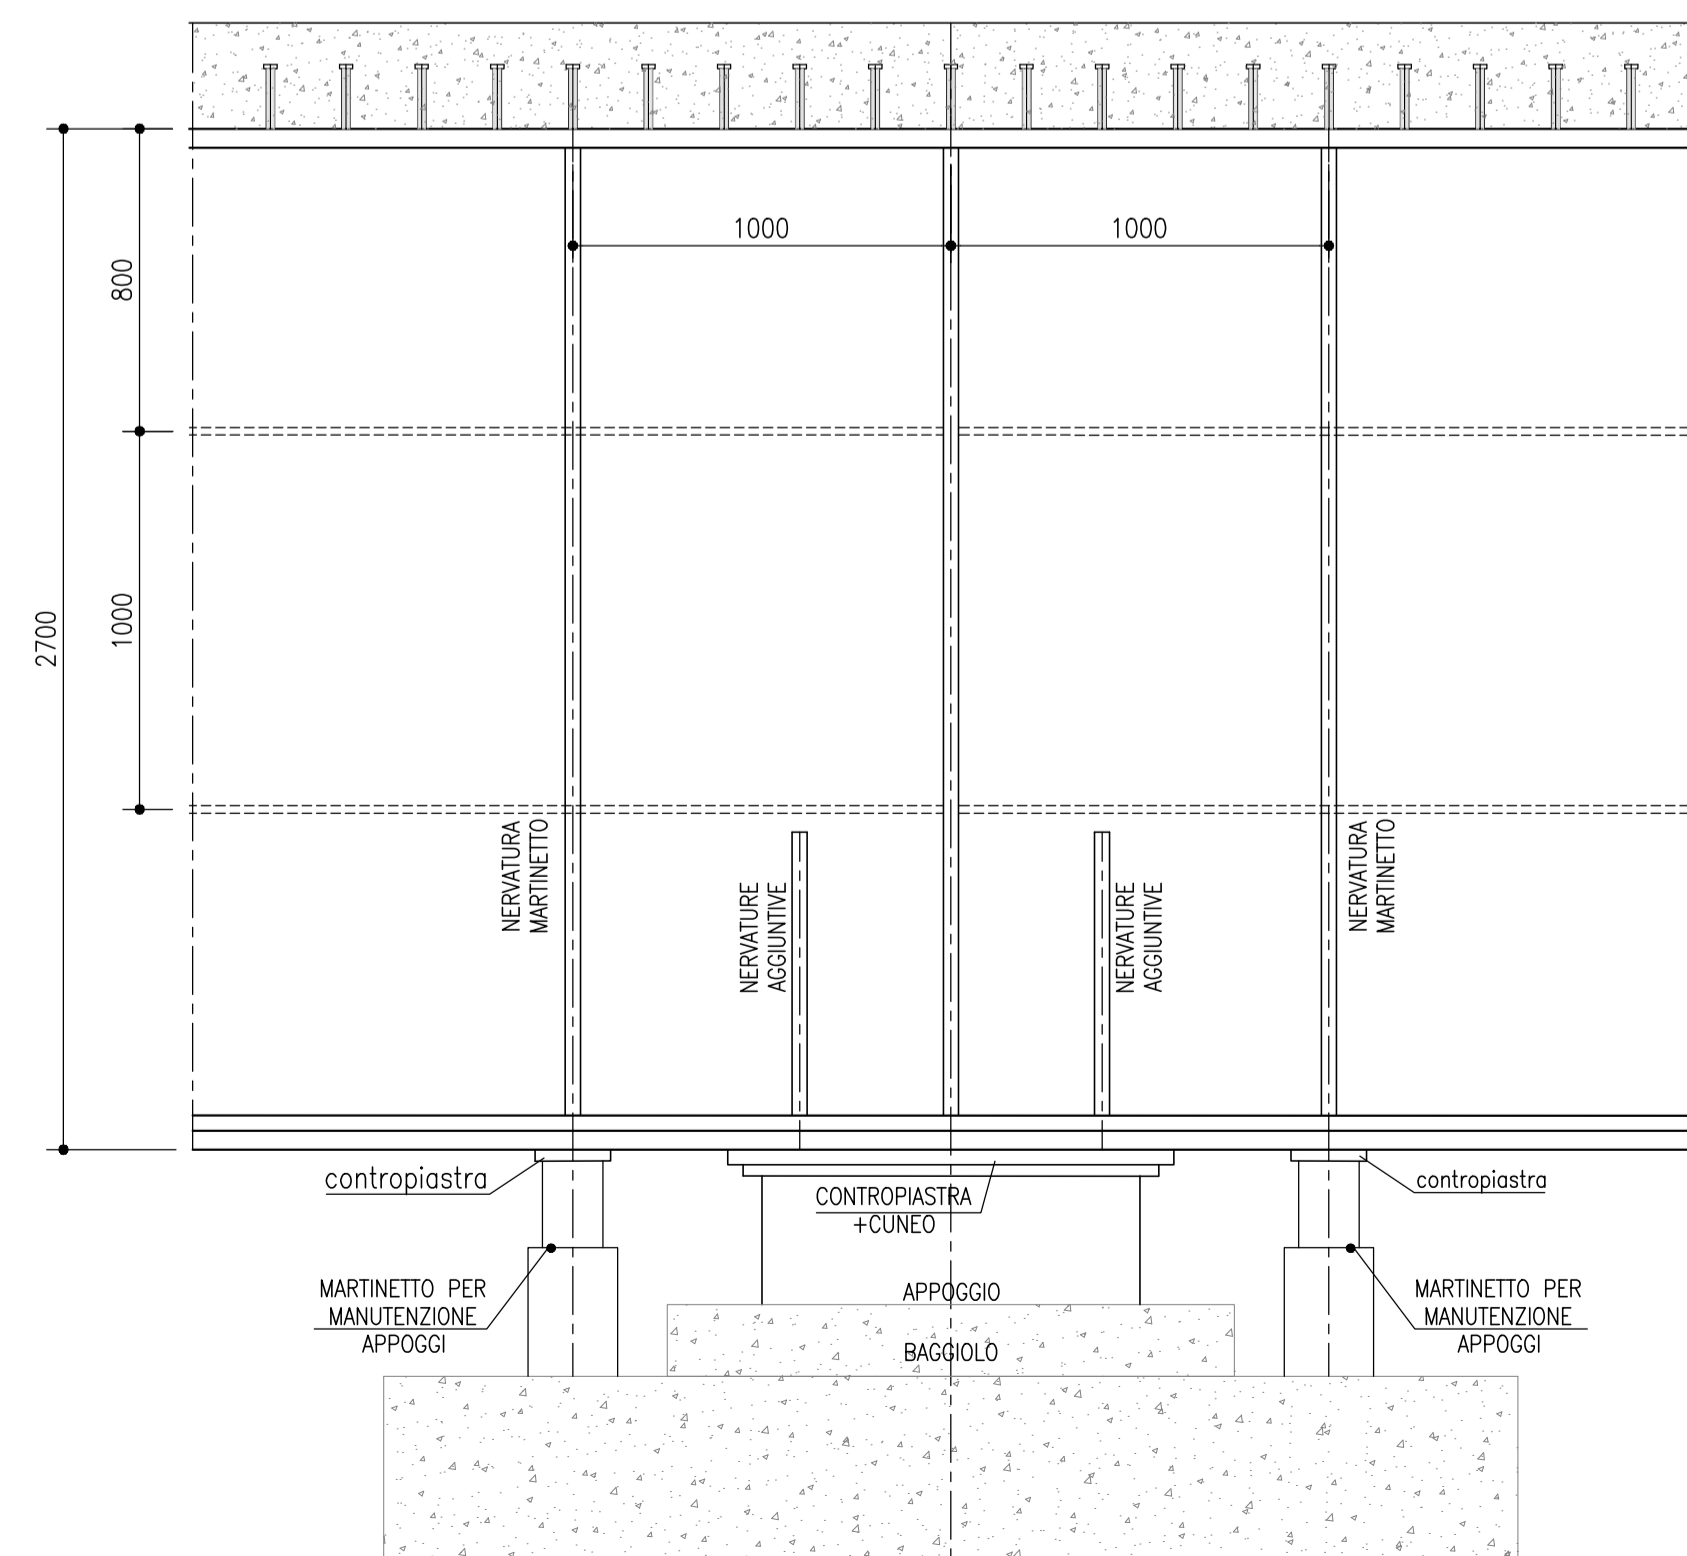 1000
1000
800
1000
2700
NERVATURA
MARTINETTO
NERVATURE
AGGIUNTIVE
NERVATURE
AGGIUNTIVE
NERVATURA
MARTINETTO
contropiastra
CONTROPIASTRA
+CUNEO
contropiastra
MARTINETTO PER
MANUTENZIONE
APPOGGI
APPOGGIO
BAGGIOLO
MARTINETTO PER
MANUTENZIONE
APPOGGI